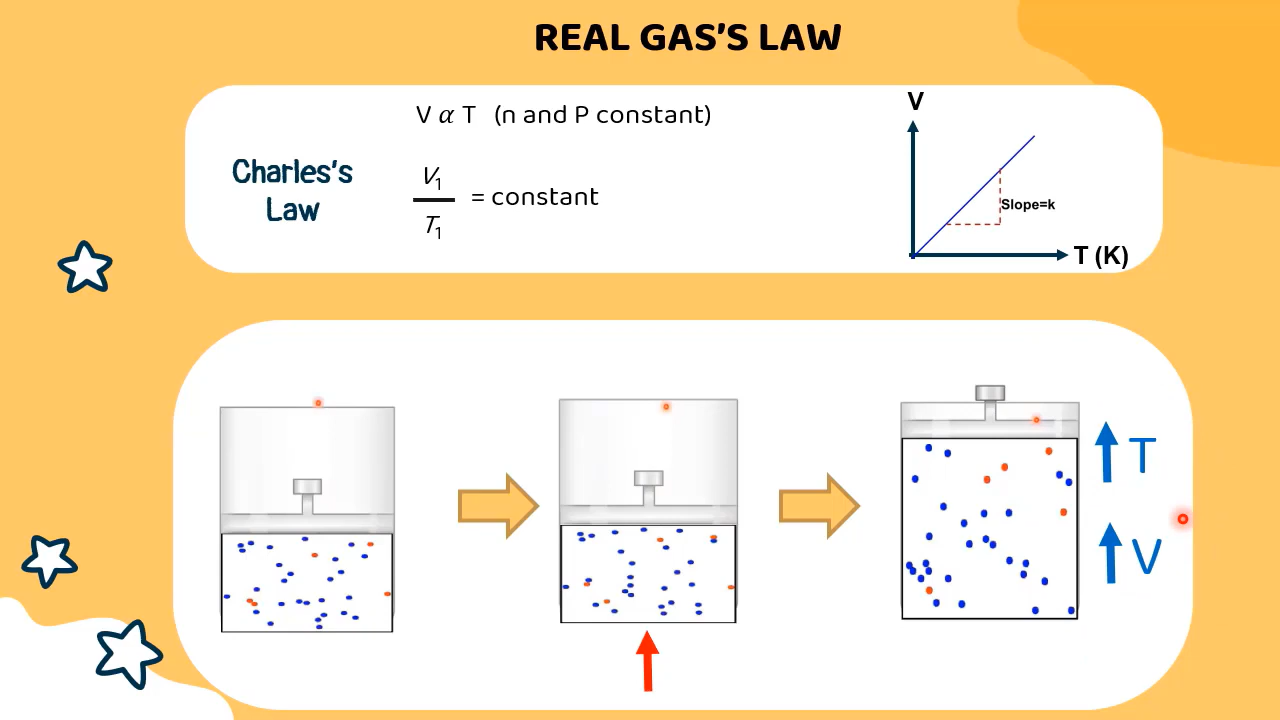 REAL GAS'S LAW
V α T (n and P constant)
Charles's
Law
V1
T1
= constant
V
Slope=k
T (K)
T
V